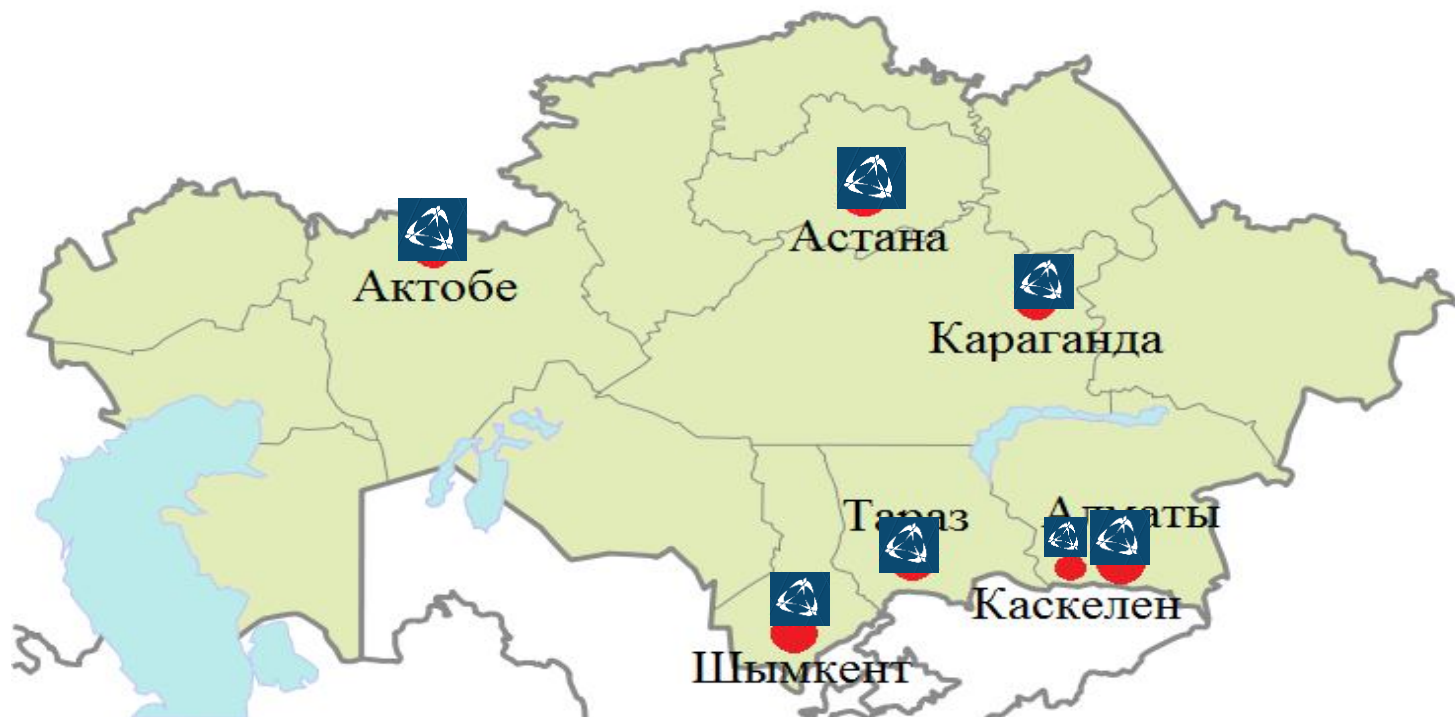 Астана
Актобе
Караганда
Тараз
Алматы
Каскелен
Шымкент